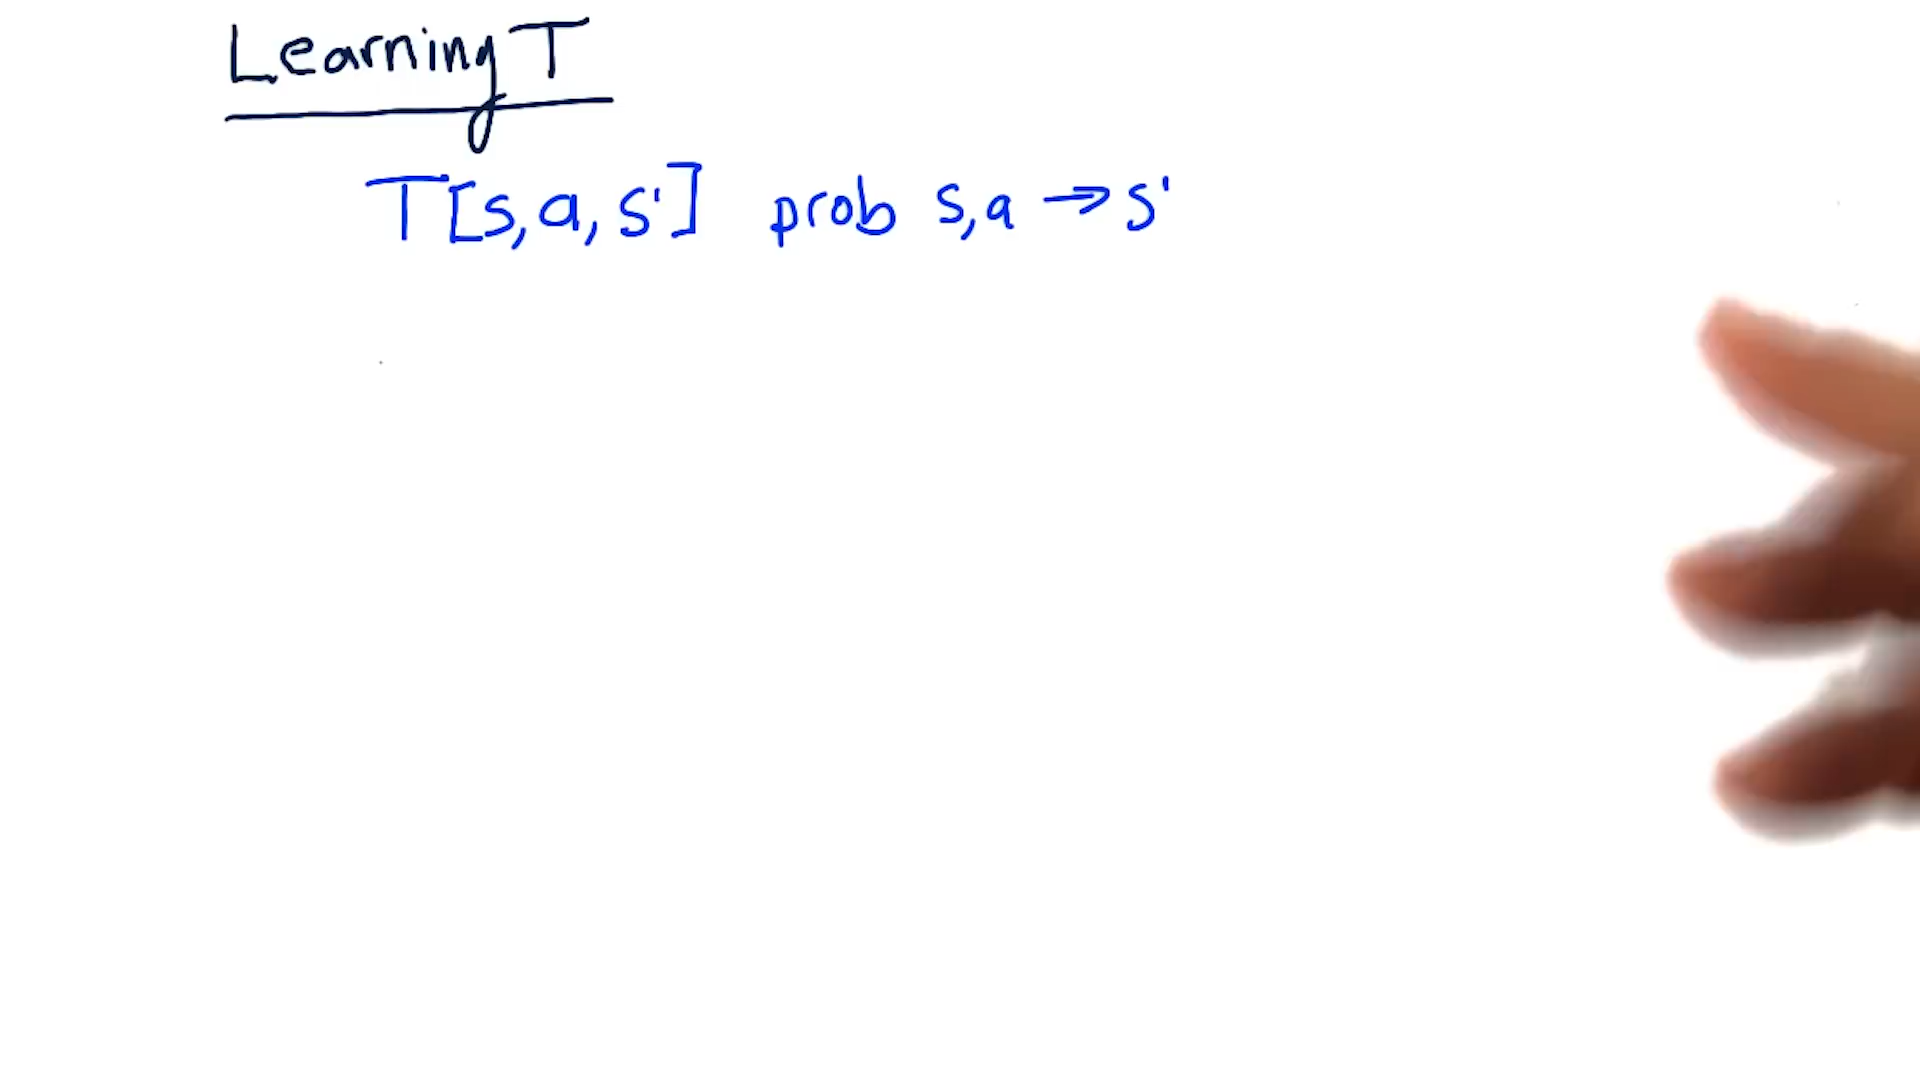 Learning T
T[s,a,s'] prob s,a → s'